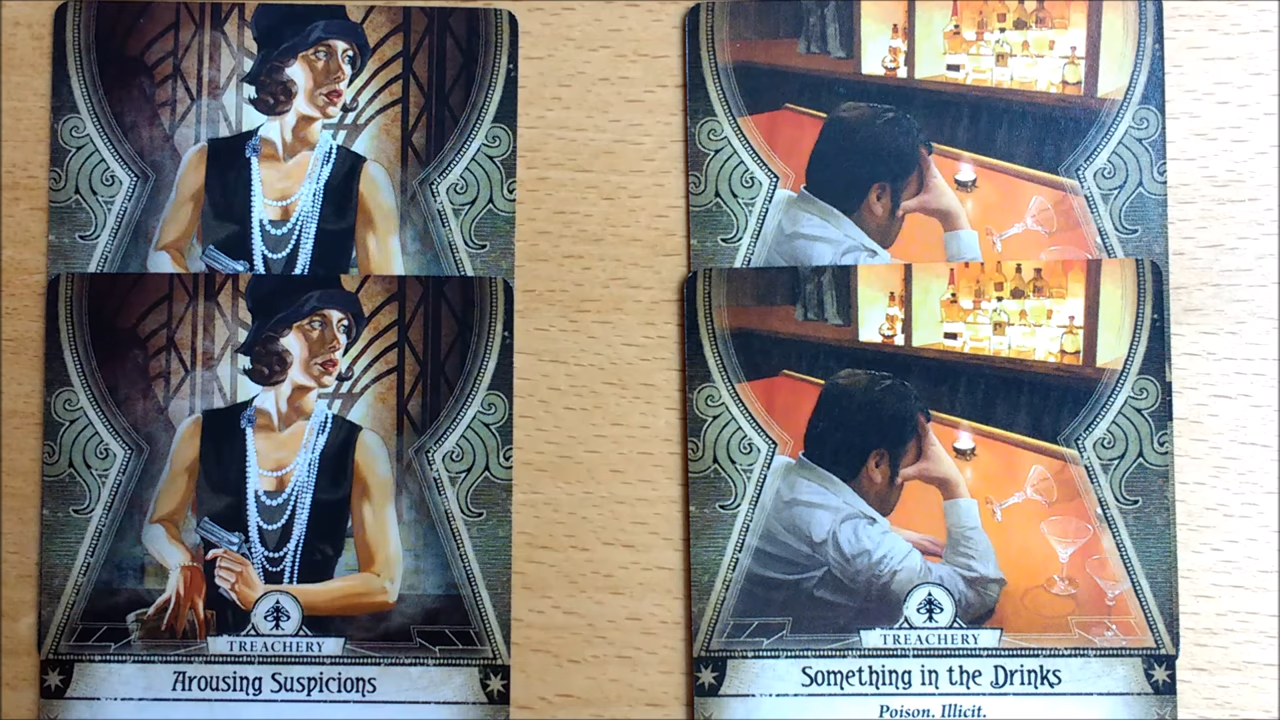 TREACHERY
Arousing Suspicions
TREACHERY
Something in the Drinks
Poison. Illicit.